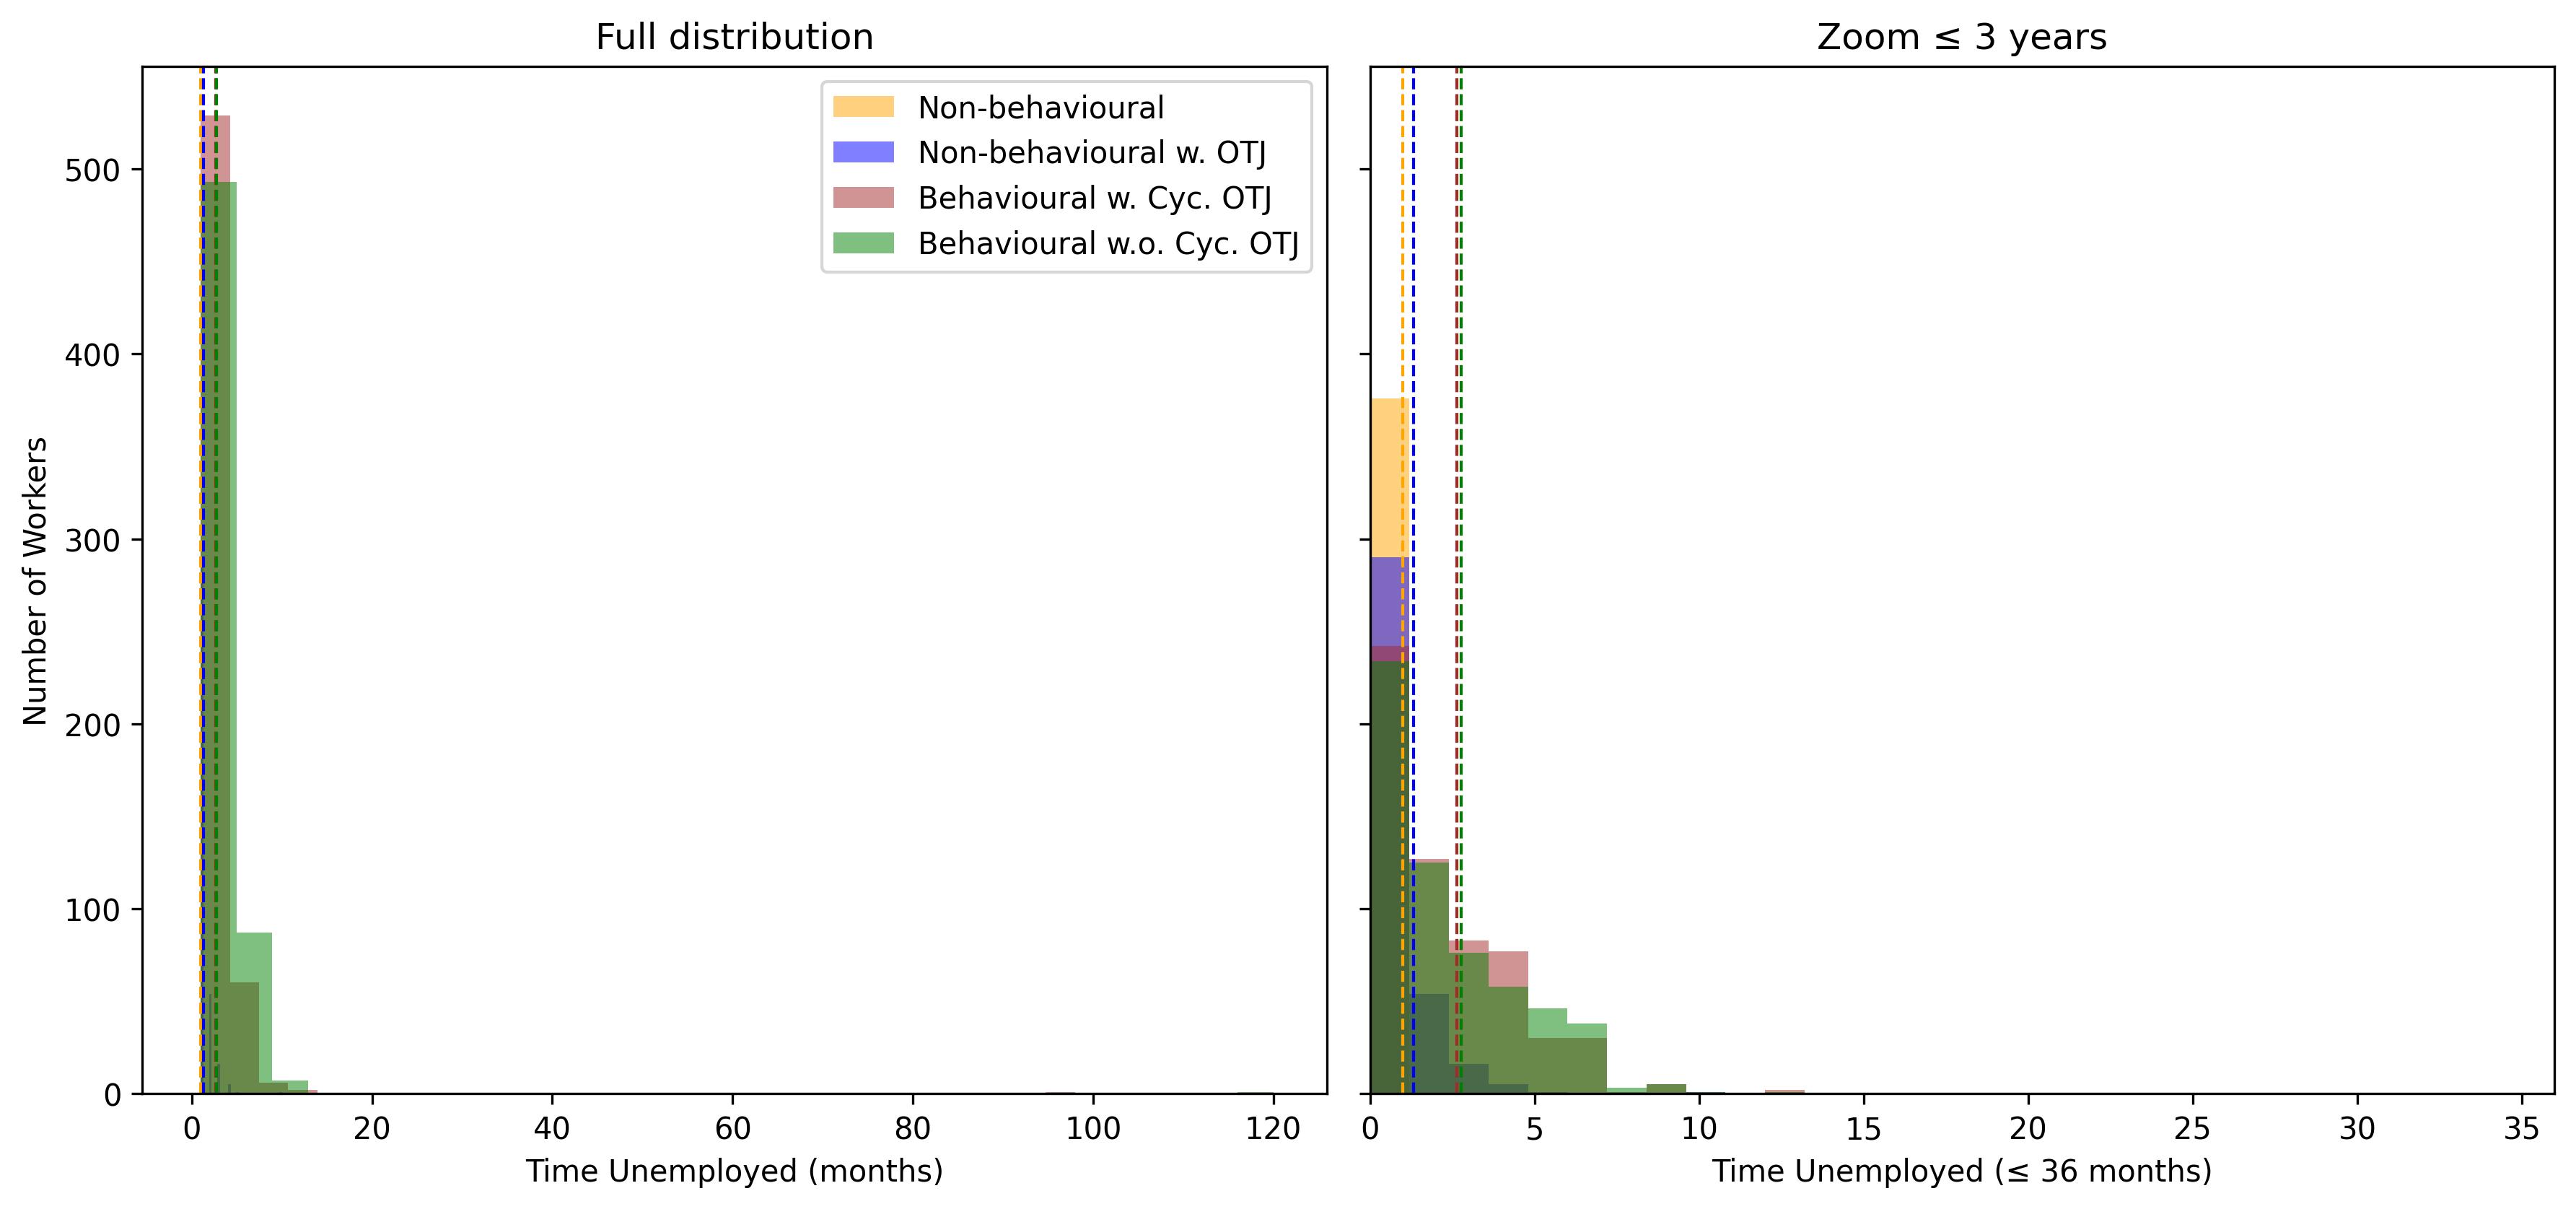 Full distribution
Non-behavioural
Non-behavioural w. OTJ
Behavioural w. Cyc. OTJ
Behavioural w.o. Cyc. OTJ
Number of Workers
500
400
300
200
100
0
0 20 40 60 80 100 120
Time Unemployed (months)
Zoom ≤ 3 years
0 5 10 15 20 25 30 35
Time Unemployed (≤ 36 months)